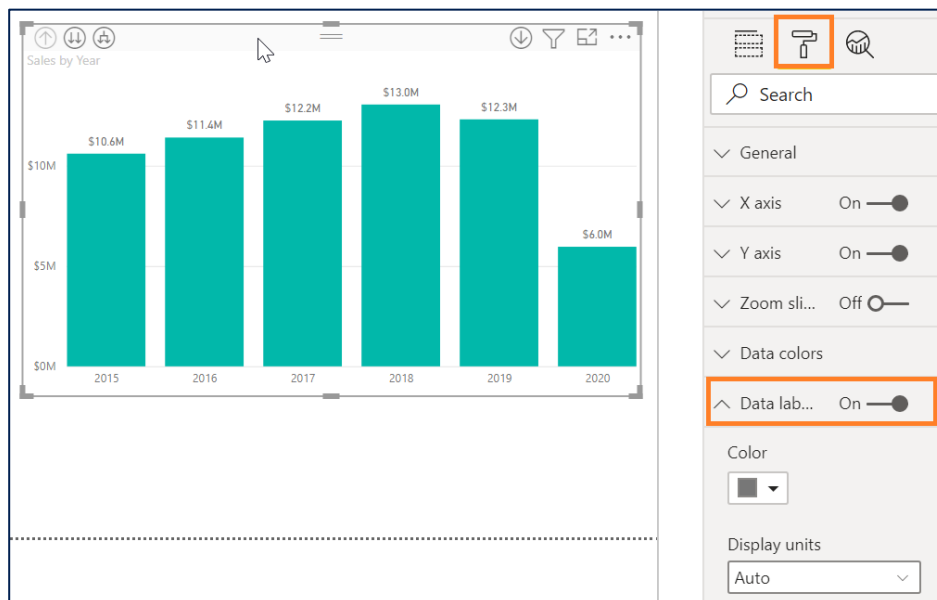 Sales by Year
$13.0M
$12.2M
$12.3M
$11.4M
$10.6M
$10M
$6.0M
$5M
$0M
2015 2016 2017 2018 2019 2020
Search
General
X axis On
Y axis On
Zoom sli... Off
Data colors
Data lab... On
Color
Display units
Auto